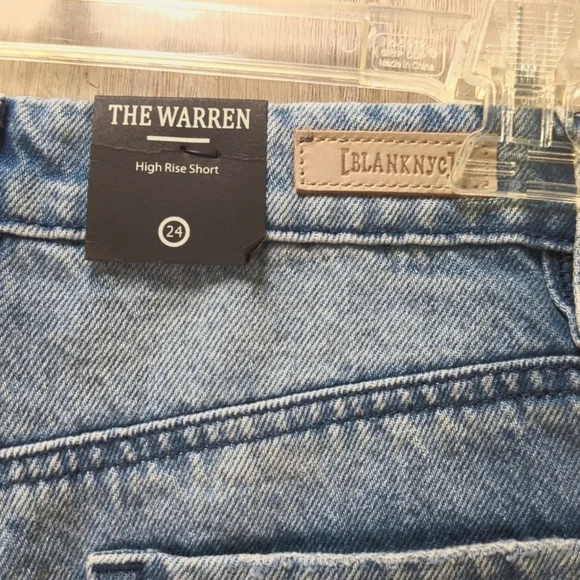 Made in China
THE WARREN
[BLANKNYC]
High Rise Short
24